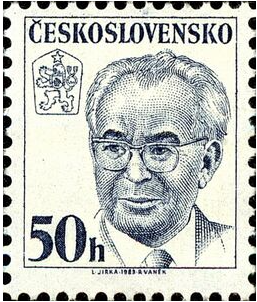 ČESKOSLOVENSKO
50h
L. JIRKA-1983-R.VANĚK